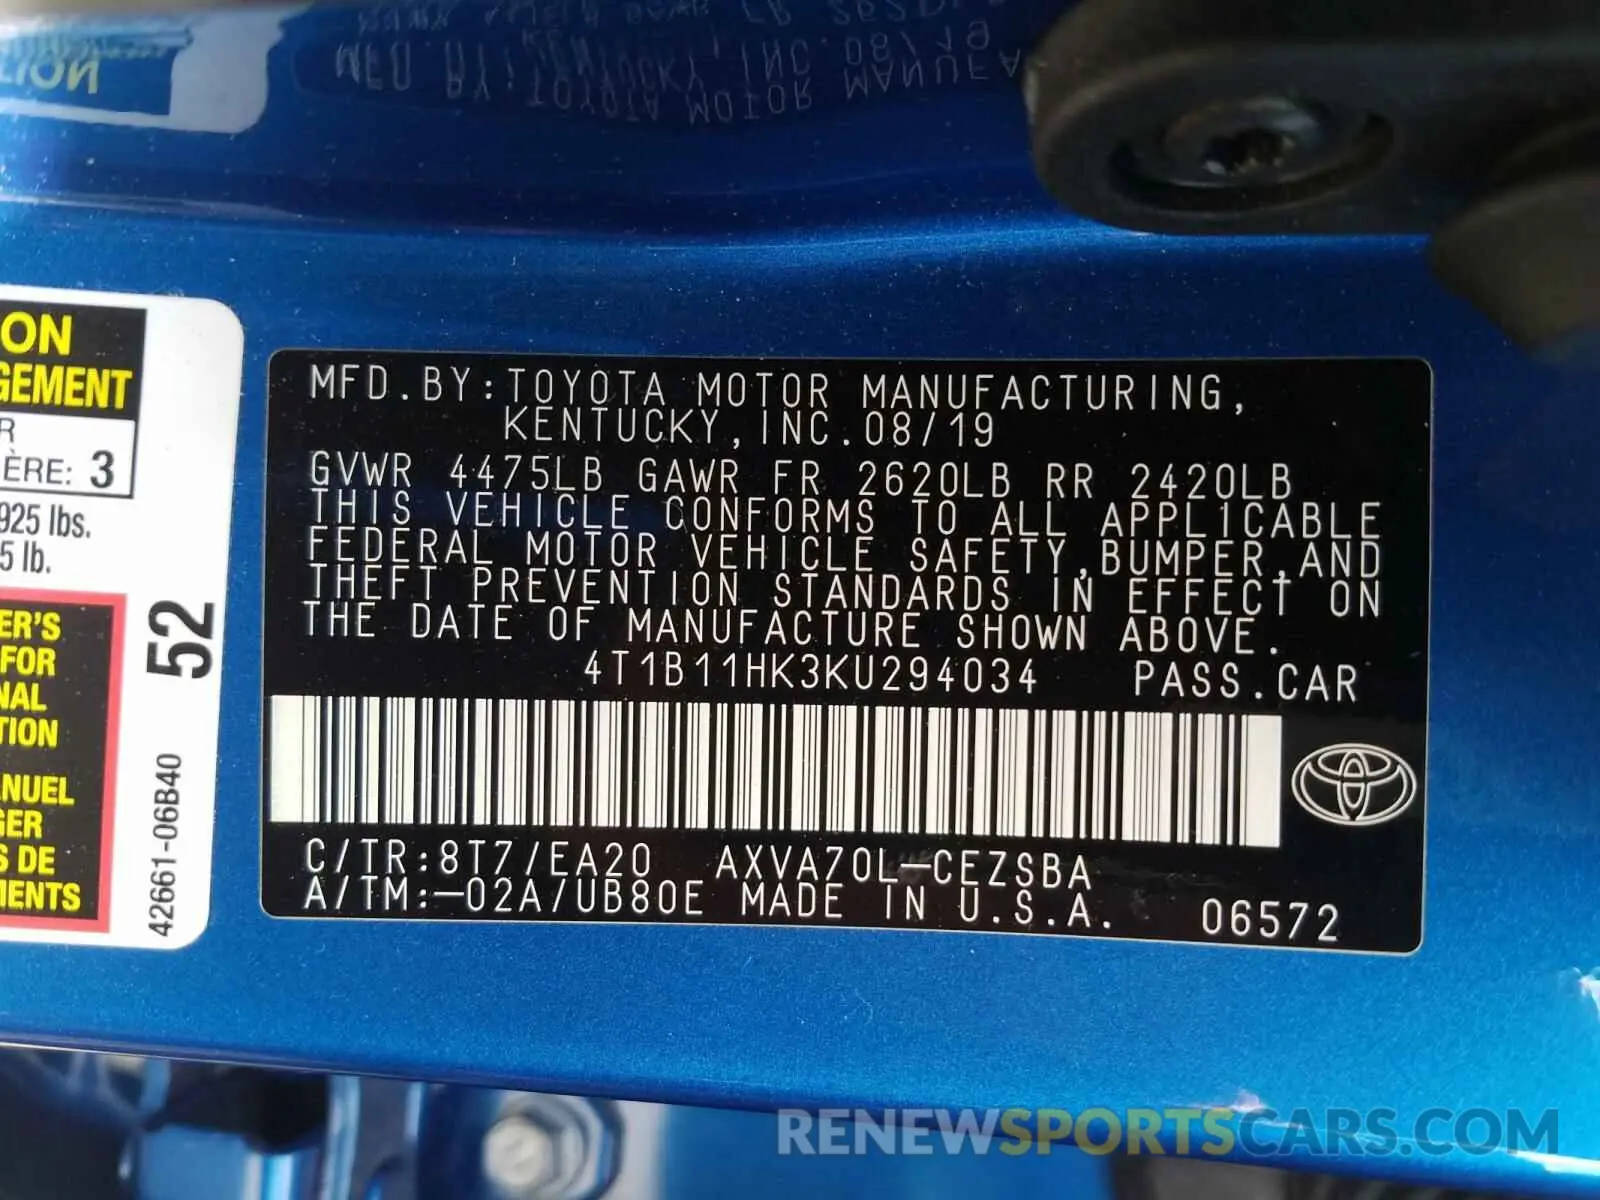 ON
GEMENT
R
ÈRE: 3
925 lbs.
5 lb.
ER'S
FOR
NAL
TION
ANUEL
GER
S DE
MENTS
52
42661-06B40
MFD.BY:TOYOTA MOTOR MANUFACTURING,
KENTUCKY,INC.08/19
GVWR 4475LB GAWR FR 2620LB RR 2420LB
THIS VEHICLE CONFORMS TO ALL APPLICABLE
FEDERAL MOTOR VEHICLE SAFETY,BUMPER,AND
THEFT PREVENTION STANDARDS IN EFFECT ON
THE DATE OF MANUFACTURE SHOWN ABOVE.
4T1B11HK3KU294034 PASS.CAR
C/TR:8T7/EA20 AXVA70L-CEZSBA
A/TM:-02A/UB80E MADE IN U.S.A. 06572
RENEWSPORTSCARS.COM